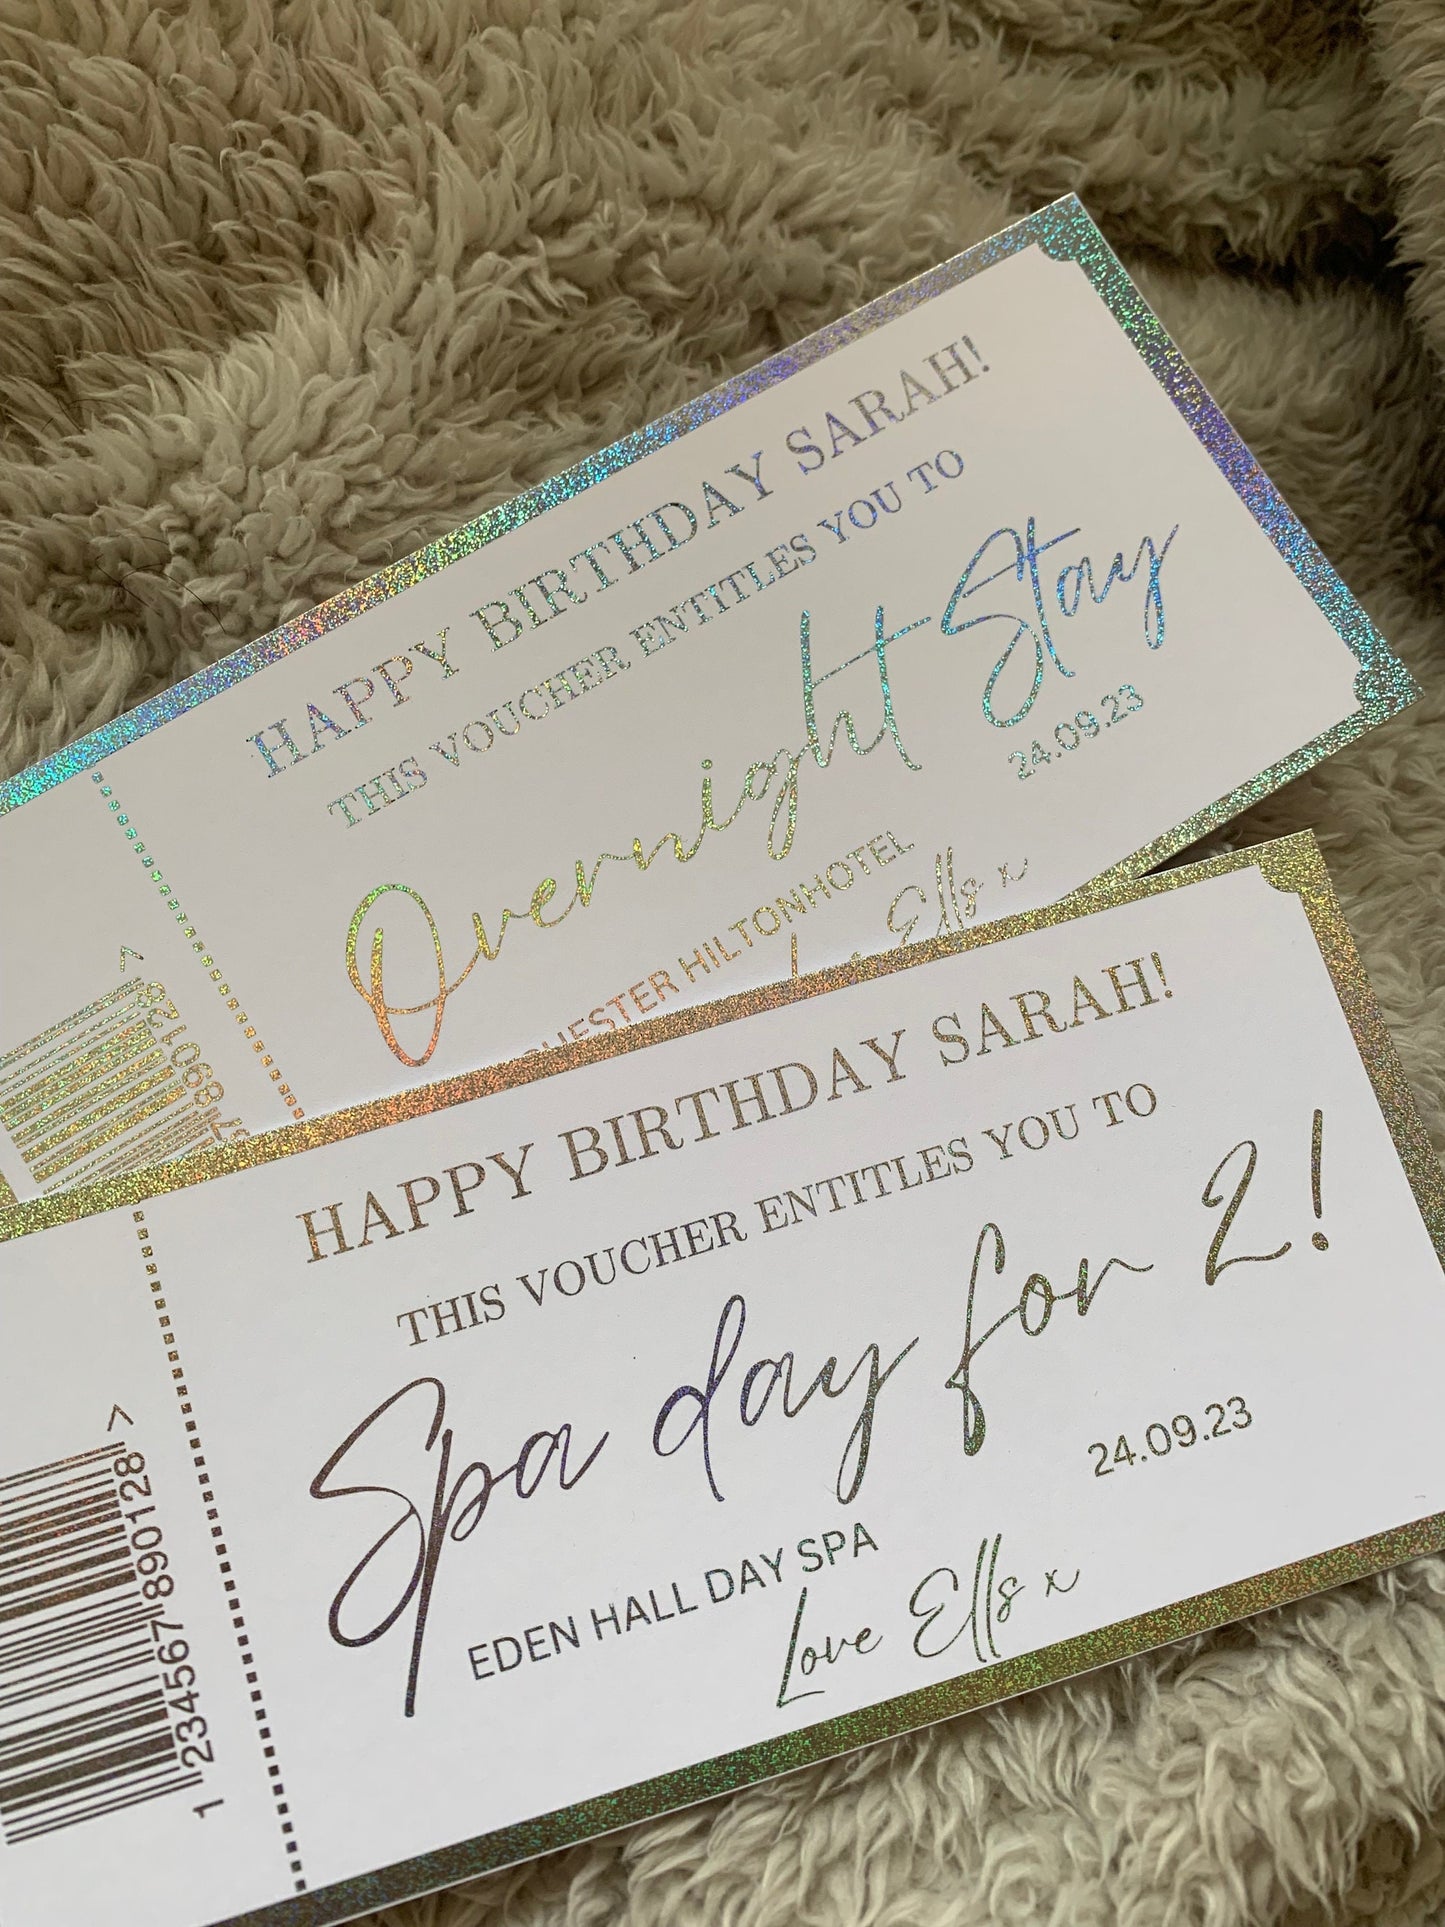 HAPPY BIRTHDAY SARAH!
THIS VOUCHER ENTITLES YOU TO
Overnight Stay
24.09.23
HILTONHOTEL
Ells x
HAPPY BIRTHDAY SARAH!
THIS VOUCHER ENTITLES YOU TO
Spa day for 2!
24.09.23
EDEN HALL DAY SPA
Love Ells x
1 234567 890128 >